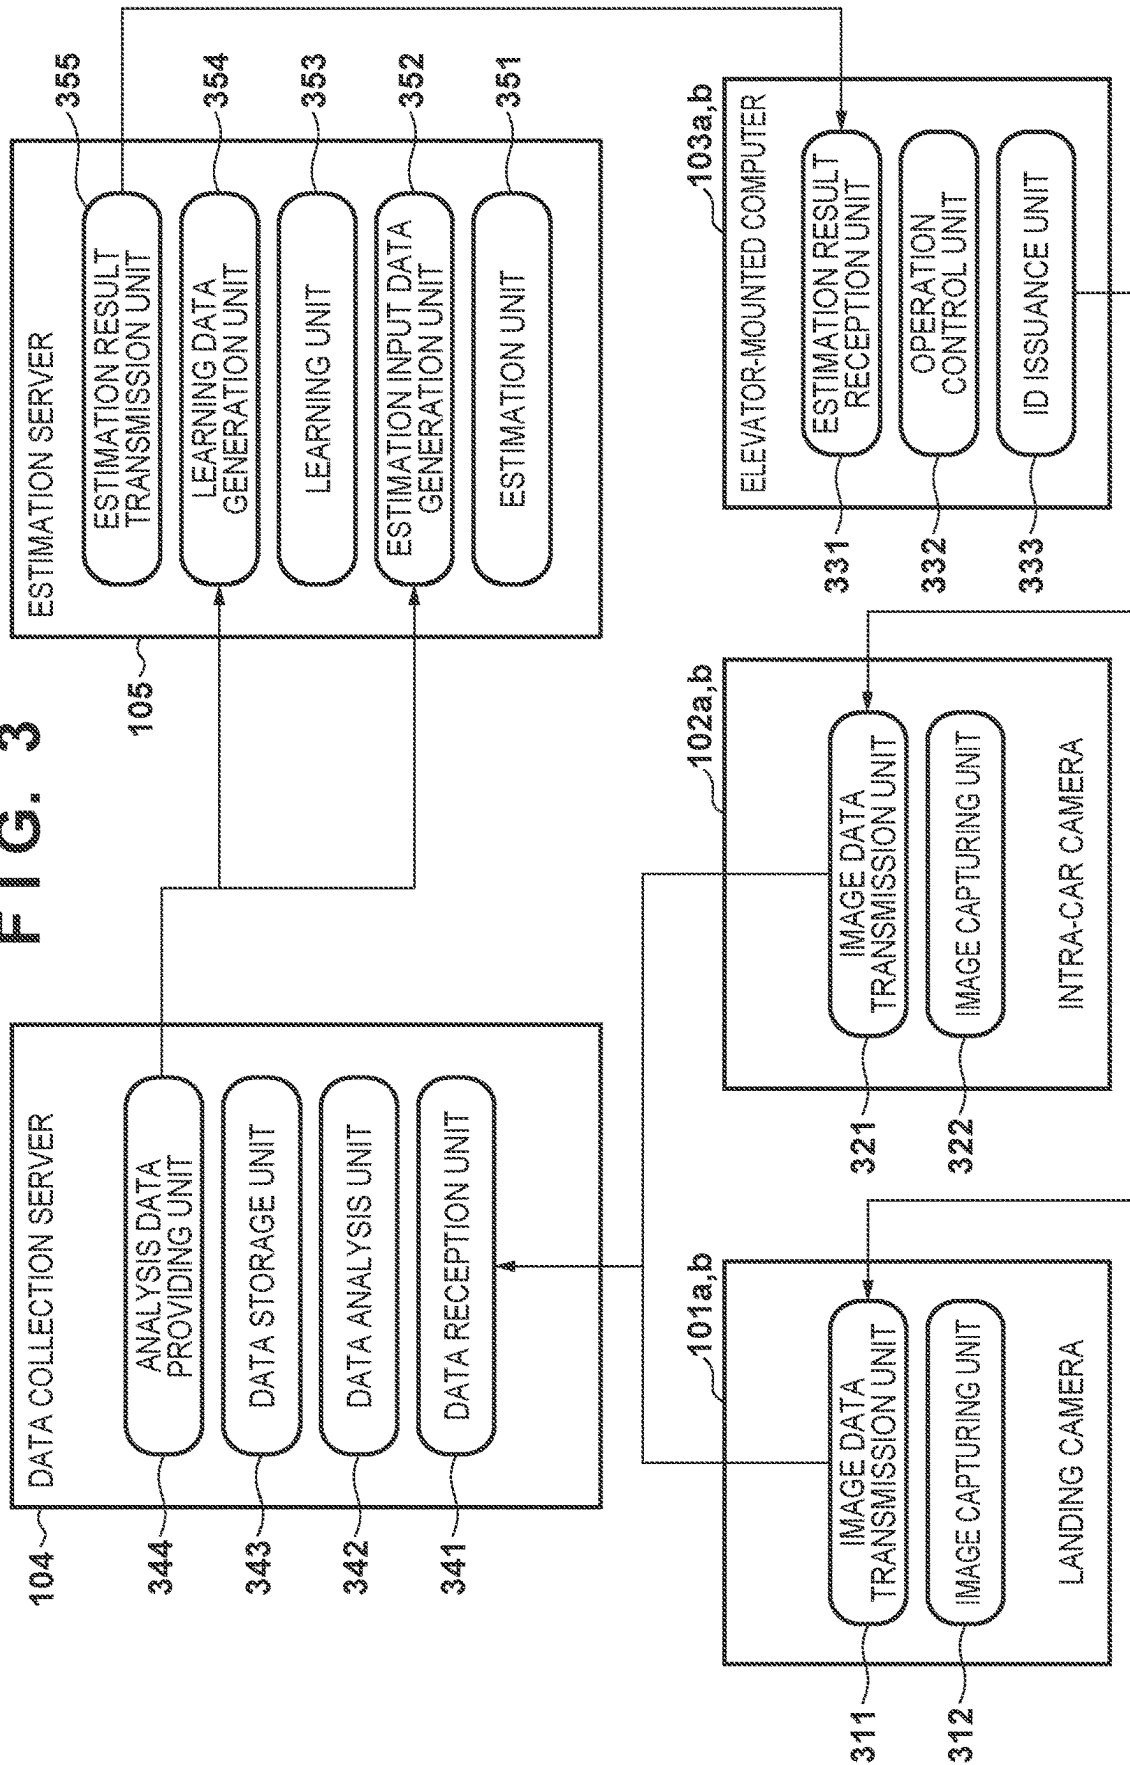 FIG. 3
104
DATA COLLECTION SERVER
344
ANALYSIS DATA
PROVIDING UNIT
343
DATA STORAGE UNIT
342
DATA ANALYSIS UNIT
341
DATA RECEPTION UNIT
105
ESTIMATION SERVER
355
ESTIMATION RESULT
TRANSMISSION UNIT
354
LEARNING DATA
GENERATION UNIT
353
LEARNING UNIT
352
ESTIMATION INPUT DATA
GENERATION UNIT
351
ESTIMATION UNIT
101a,b
311
IMAGE DATA
TRANSMISSION UNIT
312
IMAGE CAPTURING UNIT
LANDING CAMERA
102a,b
321
IMAGE DATA
TRANSMISSION UNIT
322
IMAGE CAPTURING UNIT
INTRA-CAR CAMERA
103a,b
ELEVATOR-MOUNTED COMPUTER
331
ESTIMATION RESULT
RECEPTION UNIT
332
OPERATION
CONTROL UNIT
333
ID ISSUANCE UNIT